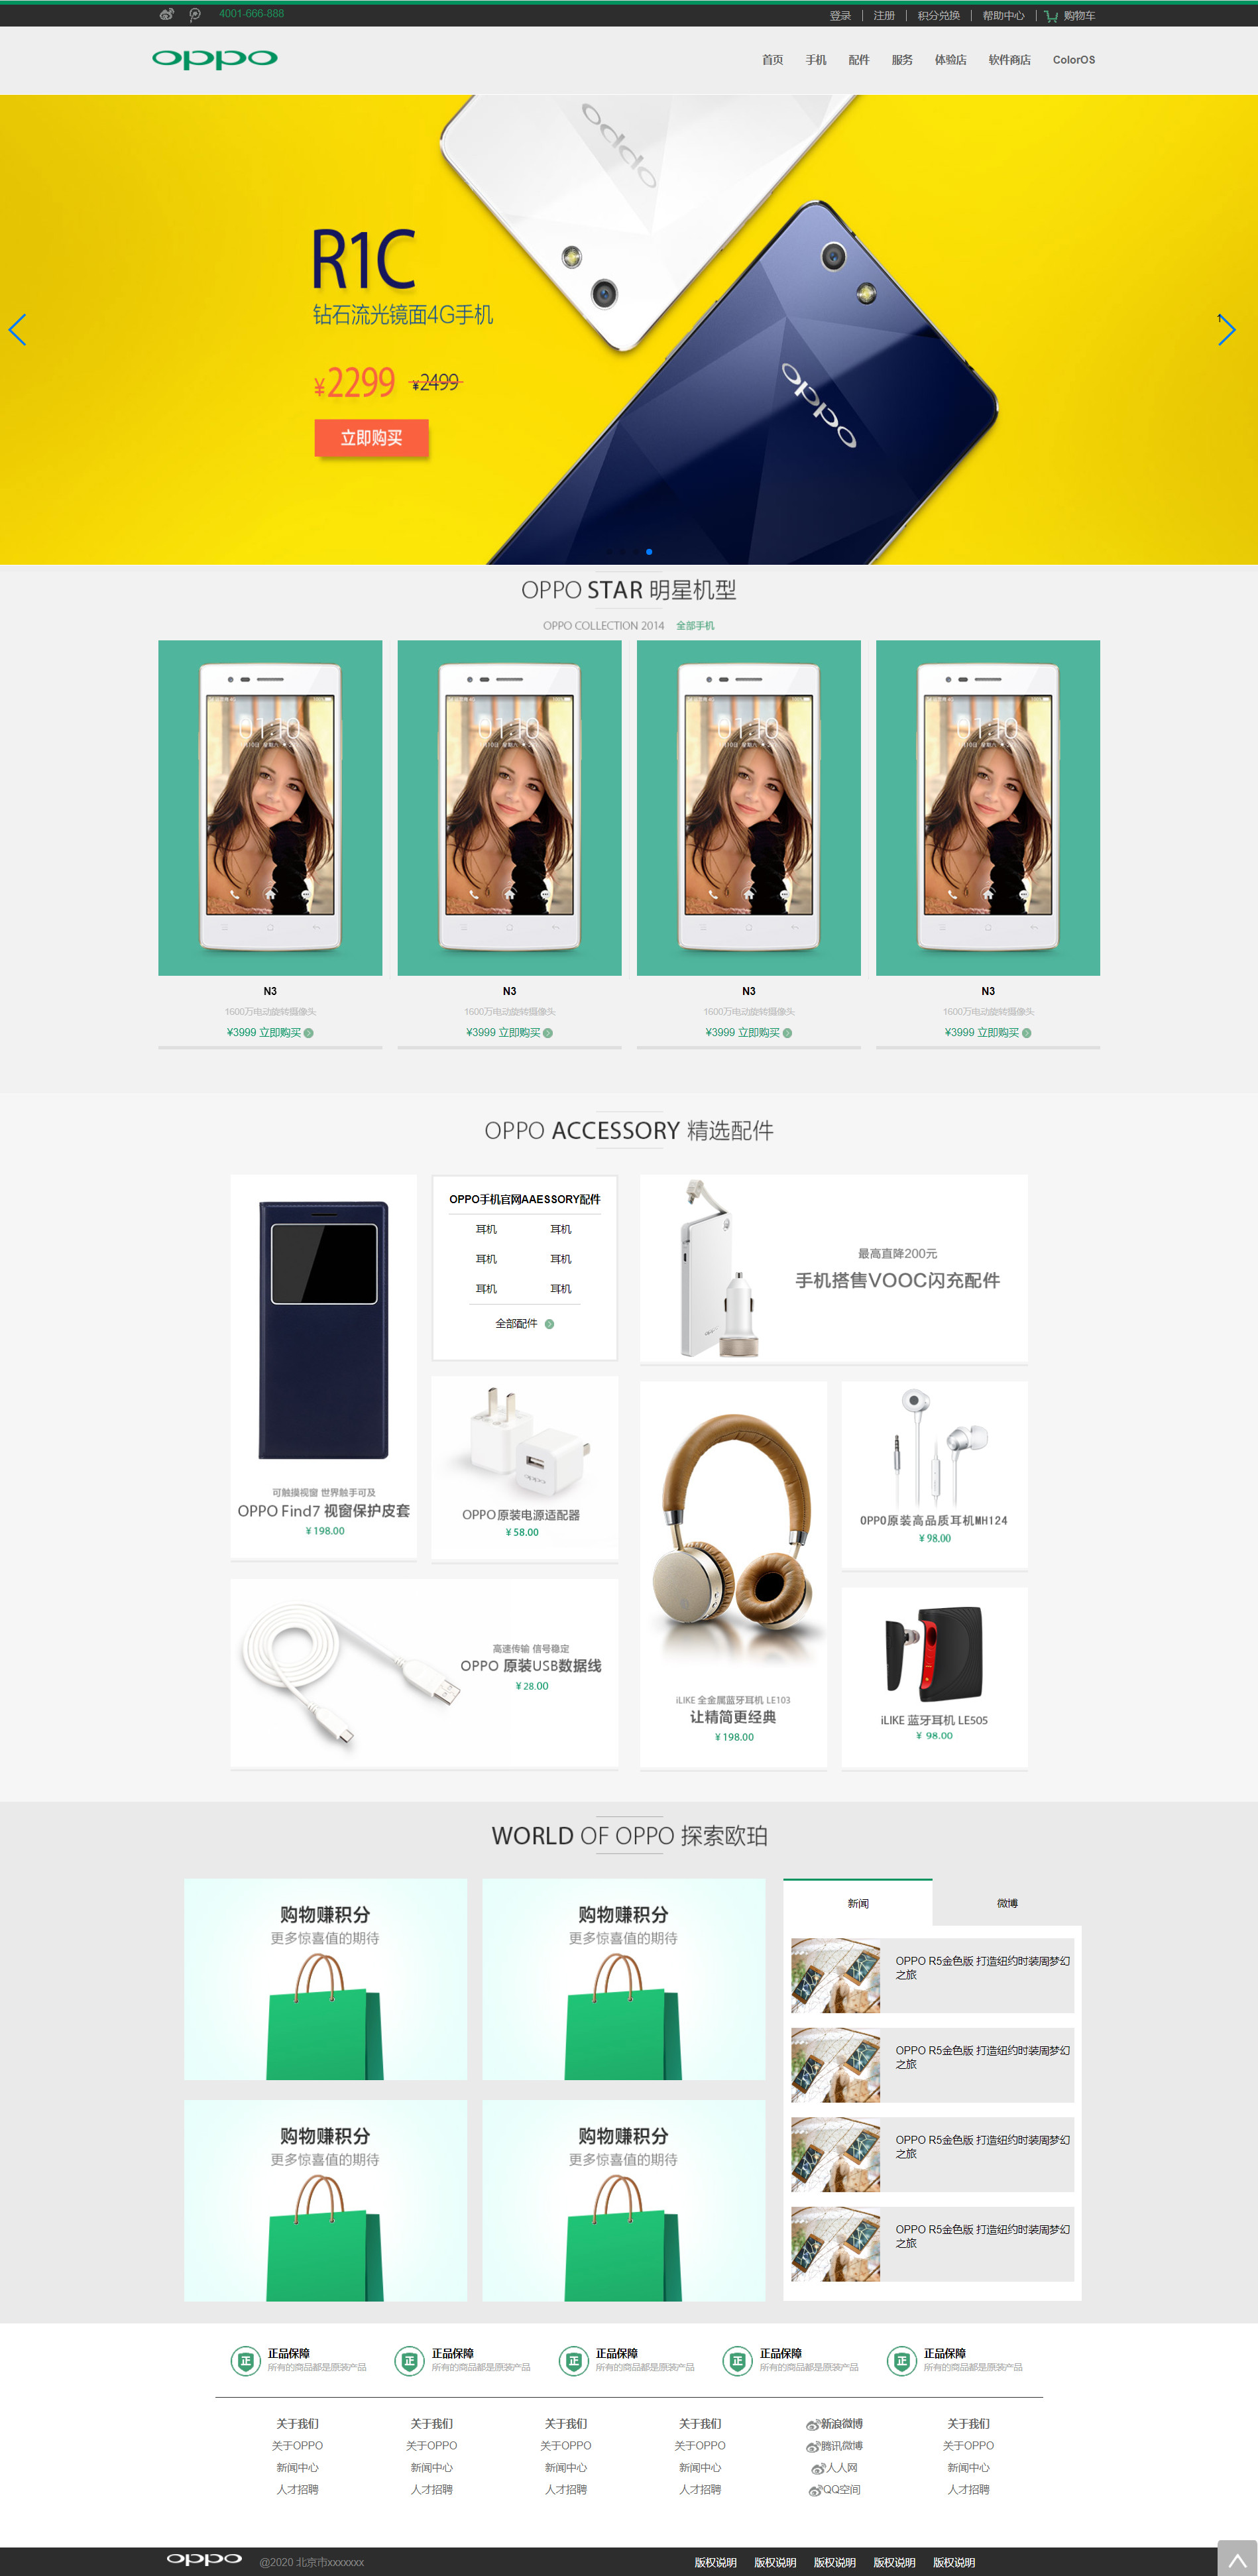 4001-666-888
登录 | 注册 | 积分兑换 | 帮助中心 | 购物车
oppo
首页 手机 配件 服务 体验店 软件商店 ColorOS
oppo
R1C
钻石流光镜面4G手机
¥2299 ¥2499
立即购买
oppo
OPPO STAR 明星机型
OPPO COLLECTION 2014 全部手机
01:10
01:10
01:10
01:10
N3
1600万电动旋转摄像头
¥3999 立即购买
N3
1600万电动旋转摄像头
¥3999 立即购买
N3
1600万电动旋转摄像头
¥3999 立即购买
N3
1600万电动旋转摄像头
¥3999 立即购买
OPPO ACCESSORY 精选配件
OPPO手机官网AAESSORY配件
耳机 耳机
耳机 耳机
耳机 耳机
全部配件
最高直降200元
手机搭售VOOC闪充配件
可触摸视窗 世界触手可及
OPPO Find7 视窗保护皮套
¥198.00
oppo
OPPO原装电源适配器
¥58.00
OPPO原装高品质耳机MH124
¥98.00
高速传输 信号稳定
OPPO 原装USB数据线
¥28.00
iLIKE 全金属蓝牙耳机 LE103
让精简更经典
¥198.00
iLIKE 蓝牙耳机 LE505
¥ 98.00
WORLD OF OPPO 探索欧珀
购物赚积分
更多惊喜值的期待
购物赚积分
更多惊喜值的期待
购物赚积分
更多惊喜值的期待
购物赚积分
更多惊喜值的期待
新闻 微博
OPPO R5金色版 打造纽约时装周梦幻
之旅
OPPO R5金色版 打造纽约时装周梦幻
之旅
OPPO R5金色版 打造纽约时装周梦幻
之旅
OPPO R5金色版 打造纽约时装周梦幻
之旅
正 正品保障
所有的商品都是原装产品
正 正品保障
所有的商品都是原装产品
正 正品保障
所有的商品都是原装产品
正 正品保障
所有的商品都是原装产品
正 正品保障
所有的商品都是原装产品
关于我们 关于我们 关于我们 关于我们 新浪微博 关于我们
关于OPPO 关于OPPO 关于OPPO 关于OPPO 腾讯微博 关于OPPO
新闻中心 新闻中心 新闻中心 新闻中心 人人网 新闻中心
人才招聘 人才招聘 人才招聘 人才招聘 QQ空间 人才招聘
oppo @2020 北京市xxxxxxx
版权说明 版权说明 版权说明 版权说明 版权说明